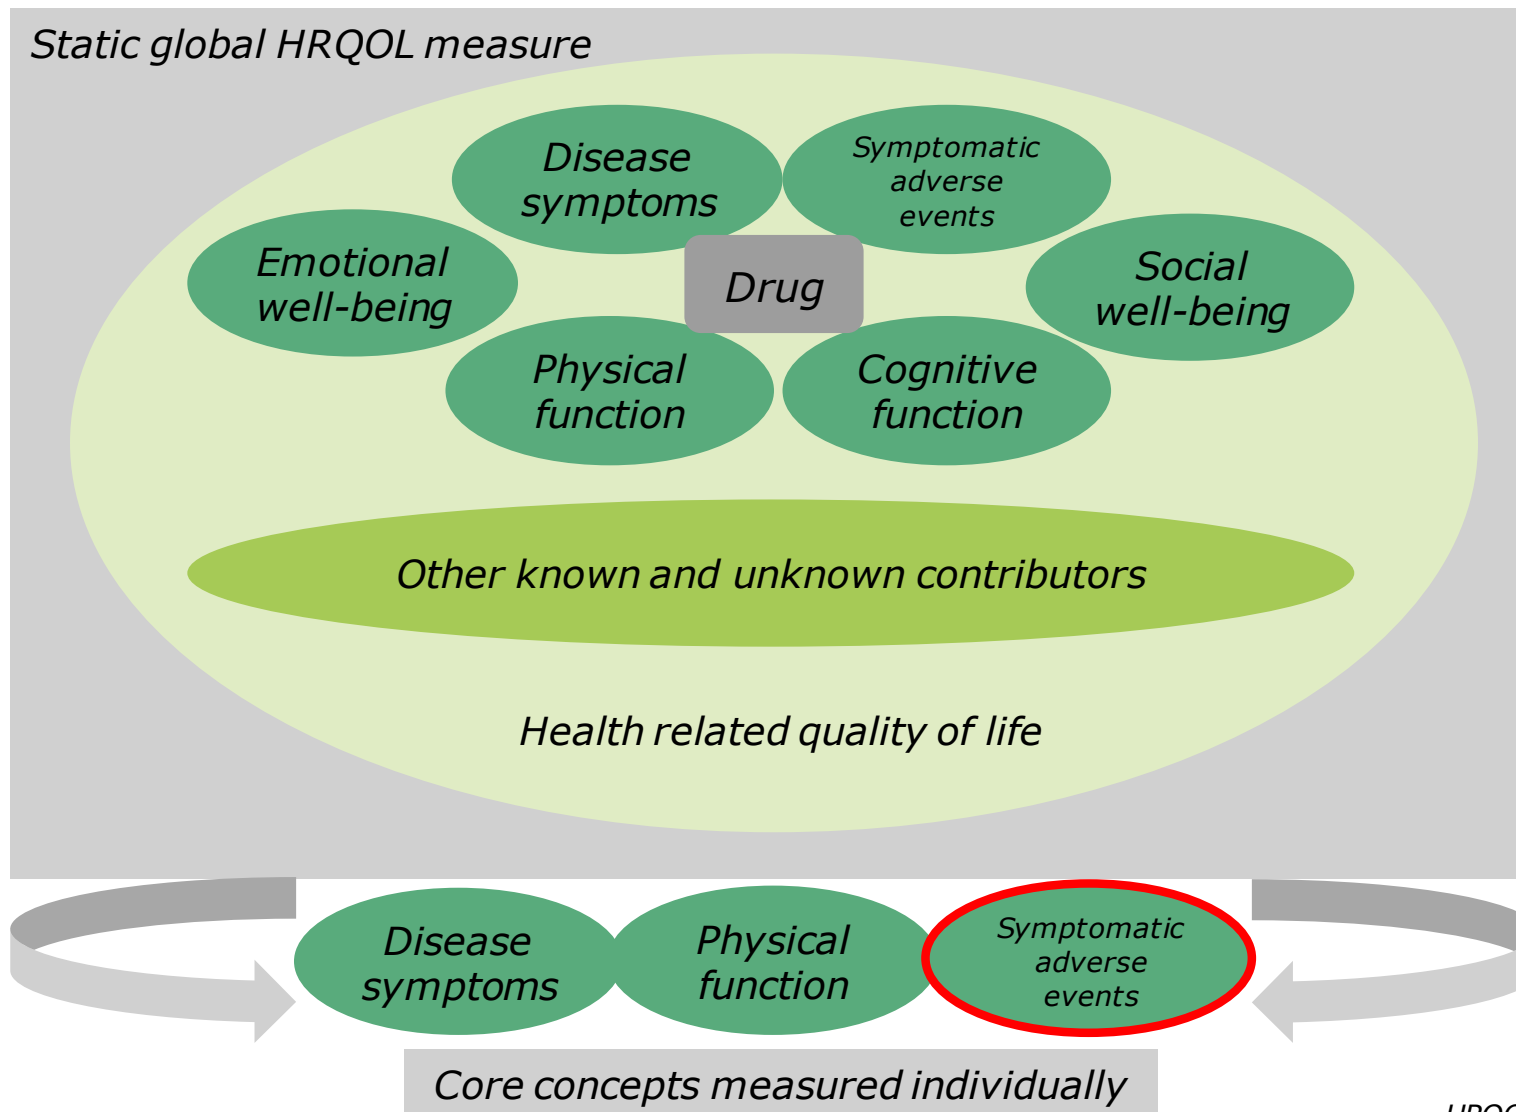 Static global HRQOL measure
Disease
symptoms
Symptomatic
adverse
events
Emotional
well-being
Drug
Social
well-being
Physical
function
Cognitive
function
Other known and unknown contributors
Health related quality of life
Disease
symptoms
Physical
function
Symptomatic
adverse
events
Core concepts measured individually